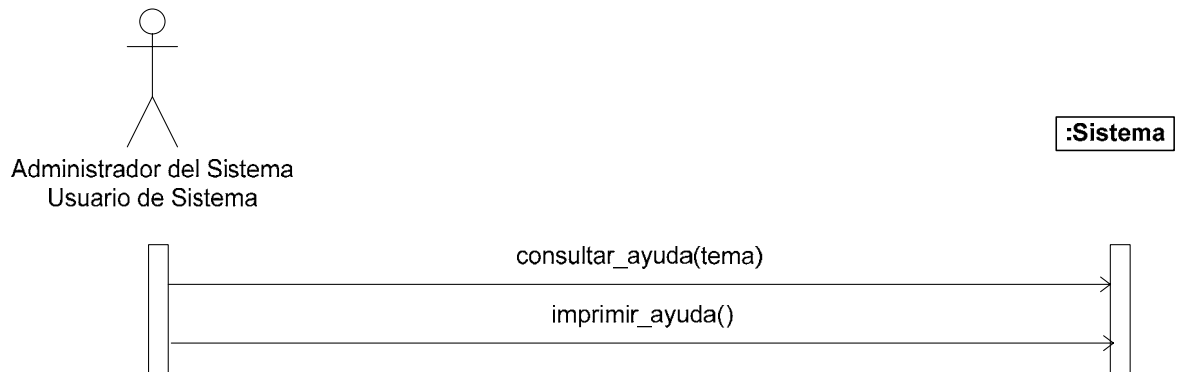 :Sistema
Administrador del Sistema
Usuario de Sistema
consultar_ayuda(tema)
imprimir_ayuda()